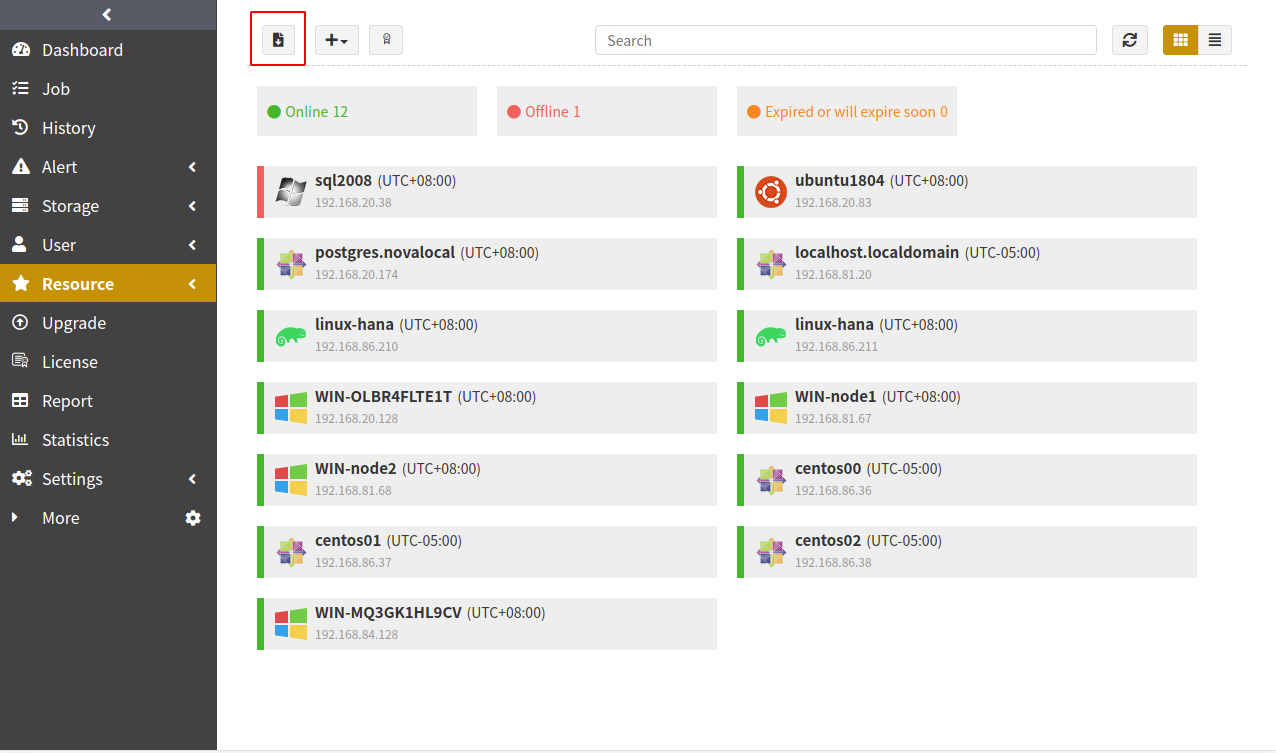 Dashboard
Job
History
Alert
Storage
User
Resource
Upgrade
License
Report
Statistics
Settings
More
Search
Online 12
Offline 1
Expired or will expire soon 0
sql2008 (UTC+08:00)
192.168.20.38
ubuntu1804 (UTC+08:00)
192.168.20.83
postgres.novalocal (UTC+08:00)
192.168.20.174
localhost.localdomain (UTC-05:00)
192.168.81.20
linux-hana (UTC+08:00)
192.168.86.210
linux-hana (UTC+08:00)
192.168.86.211
WIN-OLBR4FLTE1T (UTC+08:00)
192.168.20.128
WIN-node1 (UTC+08:00)
192.168.81.67
WIN-node2 (UTC+08:00)
192.168.81.68
centos00 (UTC-05:00)
192.168.86.36
centos01 (UTC-05:00)
192.168.86.37
centos02 (UTC-05:00)
192.168.86.38
WIN-MQ3GK1HL9CV (UTC+08:00)
192.168.84.128